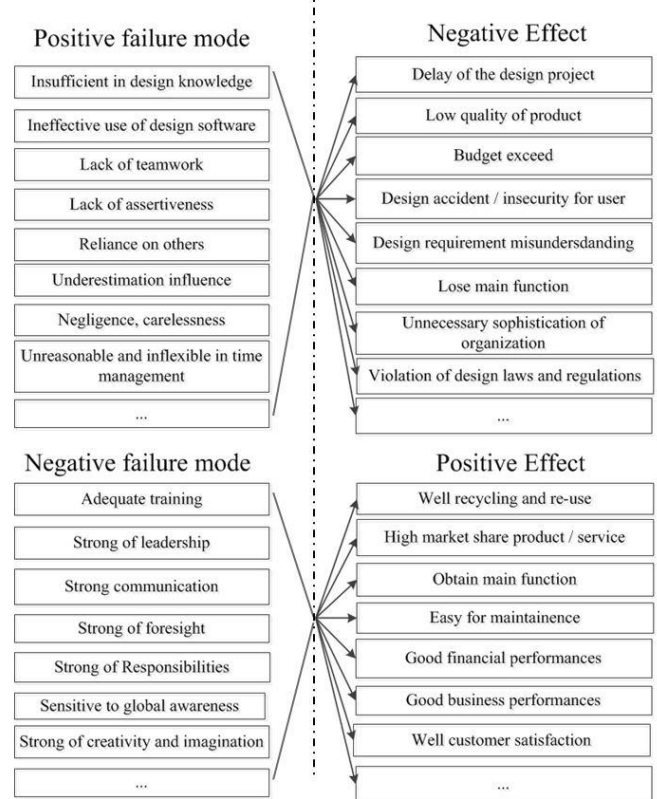 Positive failure mode
Insufficient in design knowledge
Ineffective use of design software
Lack of teamwork
Lack of assertiveness
Reliance on others
Underestimation influence
Negligence, carelessness
Unreasonable and inflexible in time
management
...
Negative Effect
Delay of the design project
Low quality of product
Budget exceed
Design accident / insecurity for user
Design requirement misundersdanding
Lose main function
Unnecessary sophistication of
organization
Violation of design laws and regulations
...
Negative failure mode
Adequate training
Strong of leadership
Strong communication
Strong of foresight
Strong of Responsibilities
Sensitive to global awareness
Strong of creativity and imagination
...
Positive Effect
Well recycling and re-use
High market share product / service
Obtain main function
Easy for maintainence
Good financial performances
Good business performances
Well customer satisfaction
...